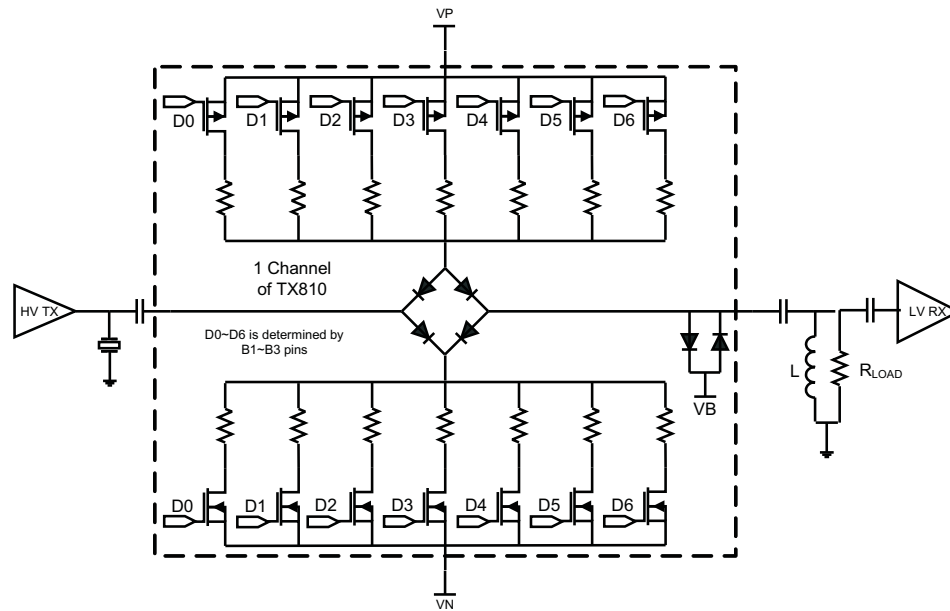 VP
D0 D1 D2 D3 D4 D5 D6
1 Channel
of TX810
HV TX
LV RX
D0~D6 is determined by
B1~B3 pins
L
RLOAD
VB
D0 D1 D2 D3 D4 D5 D6
VN